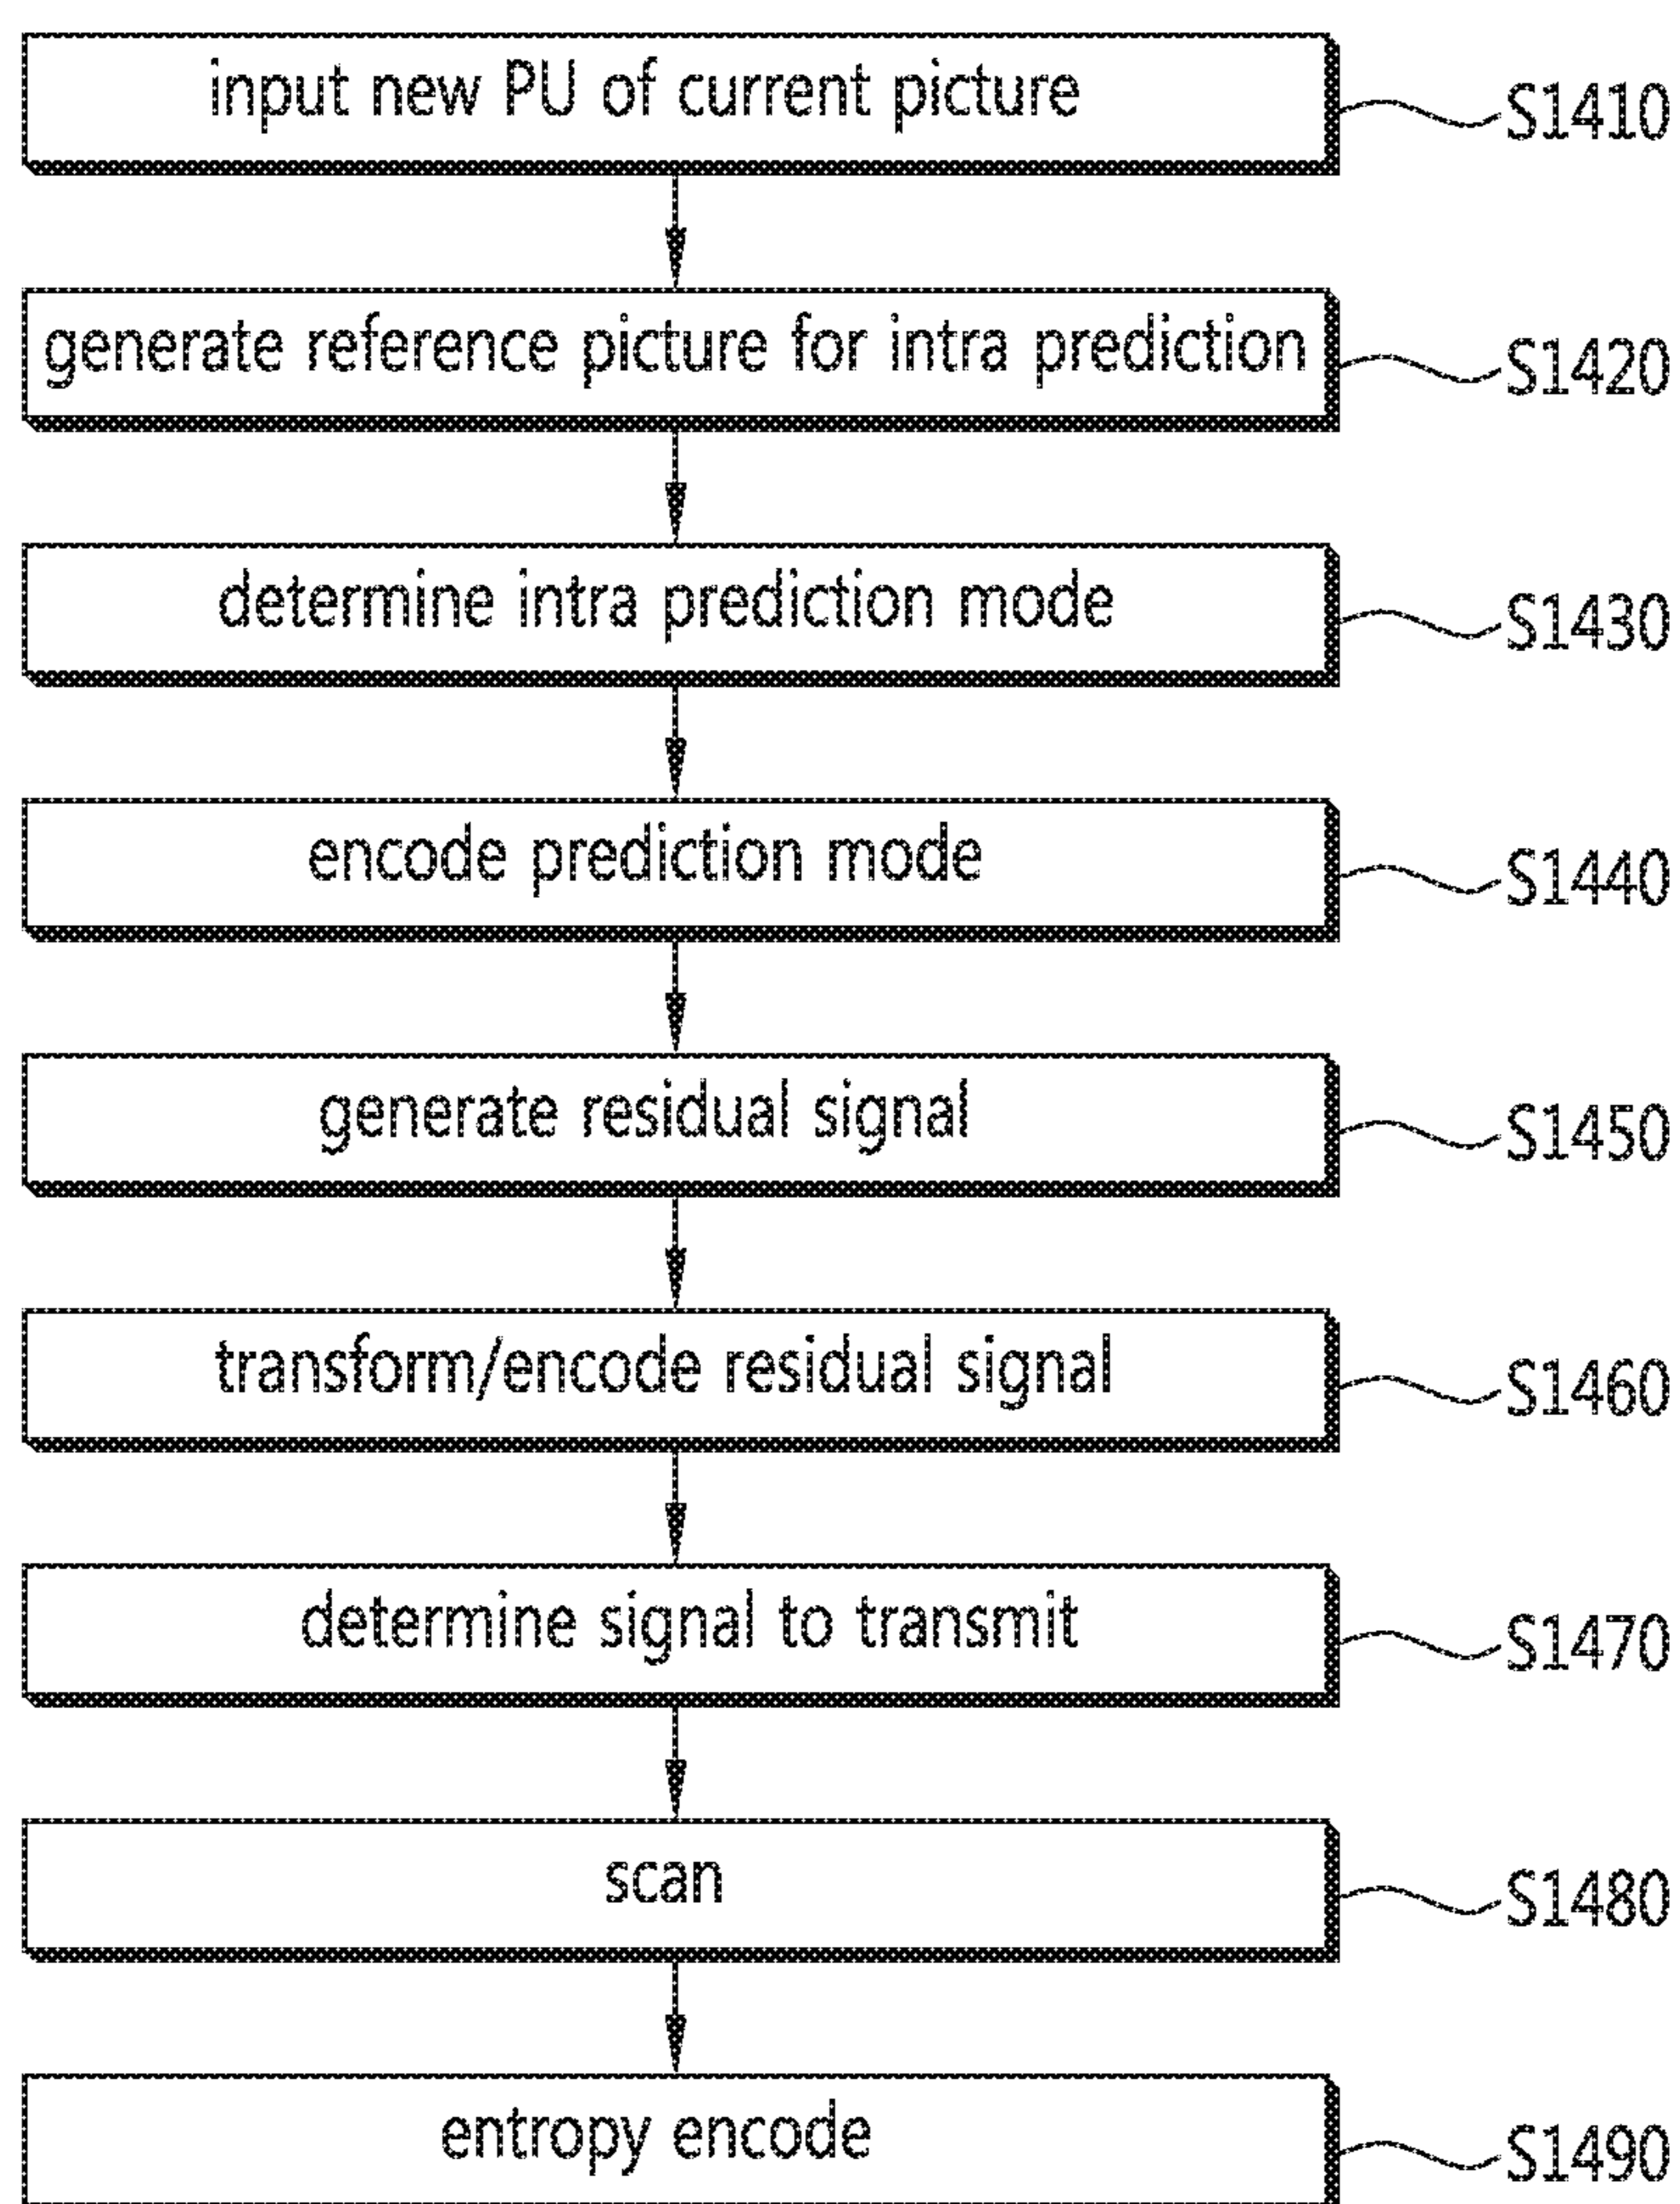 input new PU of current picture
S1410
generate reference picture for intra prediction
S1420
determine intra prediction mode
S1430
encode prediction mode
S1440
generate residual signal
S1450
transform/encode residual signal
S1460
determine signal to transmit
S1470
scan
S1480
entropy encode
S1490